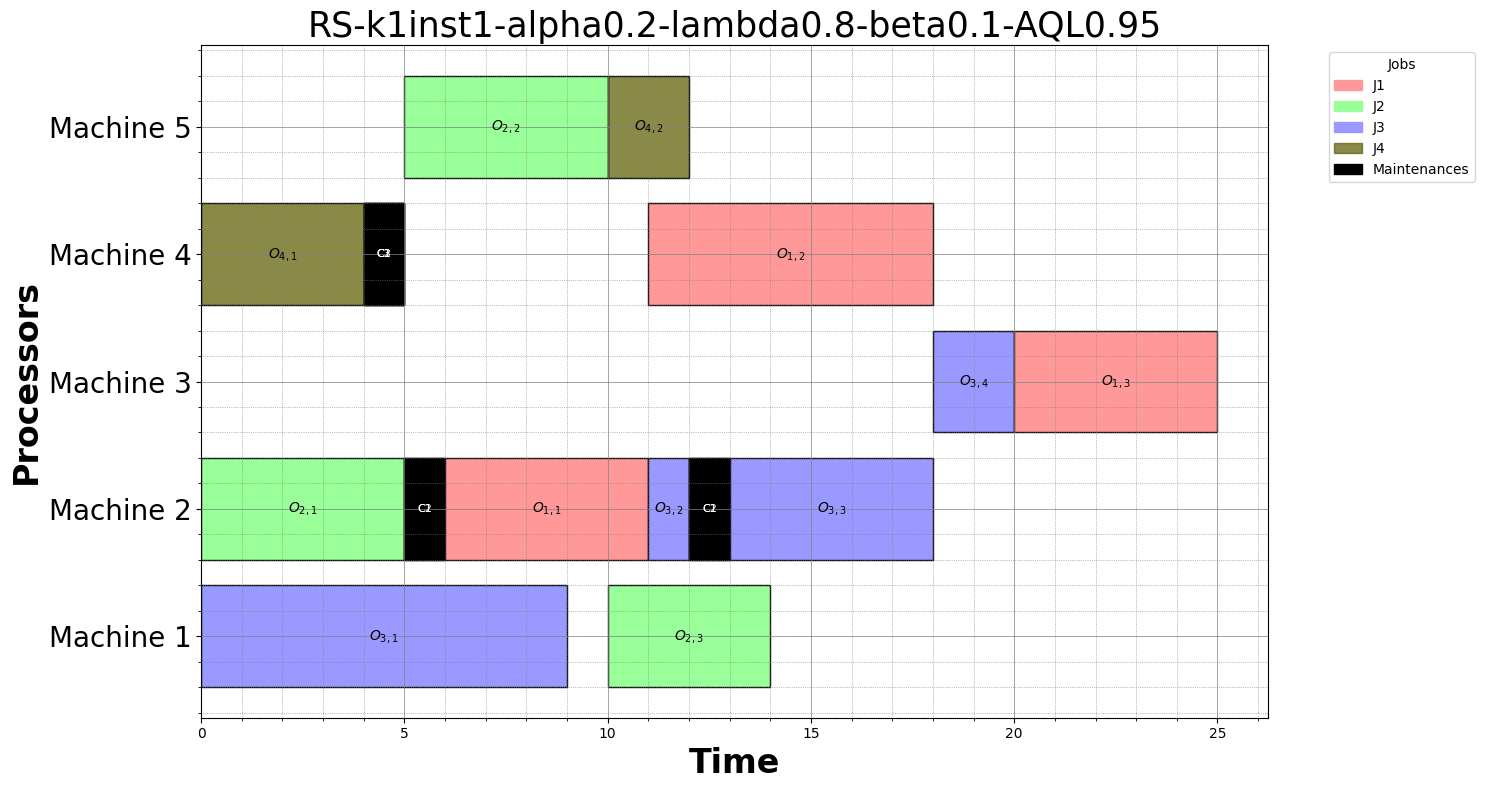 RS-k1inst1-alpha0.2-lambda0.8-beta0.1-AQL0.95
Jobs
J1
J2
J3
J4
Maintenances
Processors
Machine 5
O2,2
O4,2
Machine 4
O4,1
O1,2
Machine 3
O3,4
O1,3
Machine 2
O2,1
O1,1
O3,2
O3,3
Machine 1
O3,1
O2,3
0 5 10 15 20 25
Time